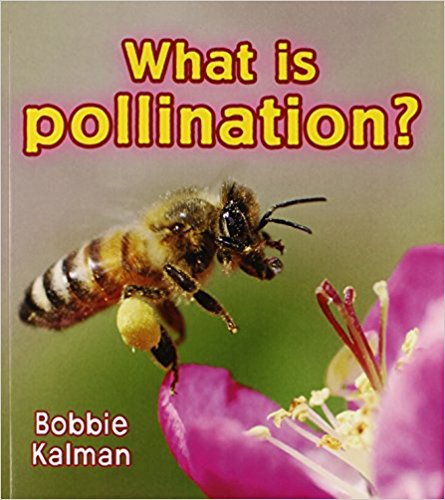 What is
pollination?
Bobbie
Kalman